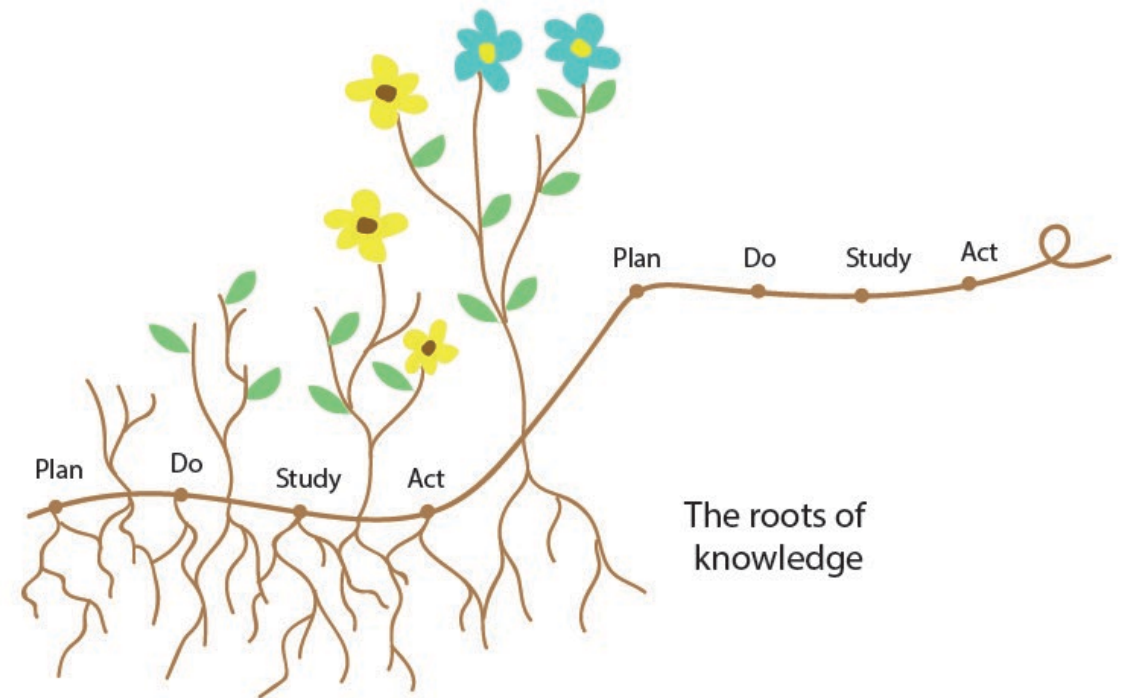 Plan
Do
Study
Act
Plan
Do
Study
Act
The roots of
knowledge